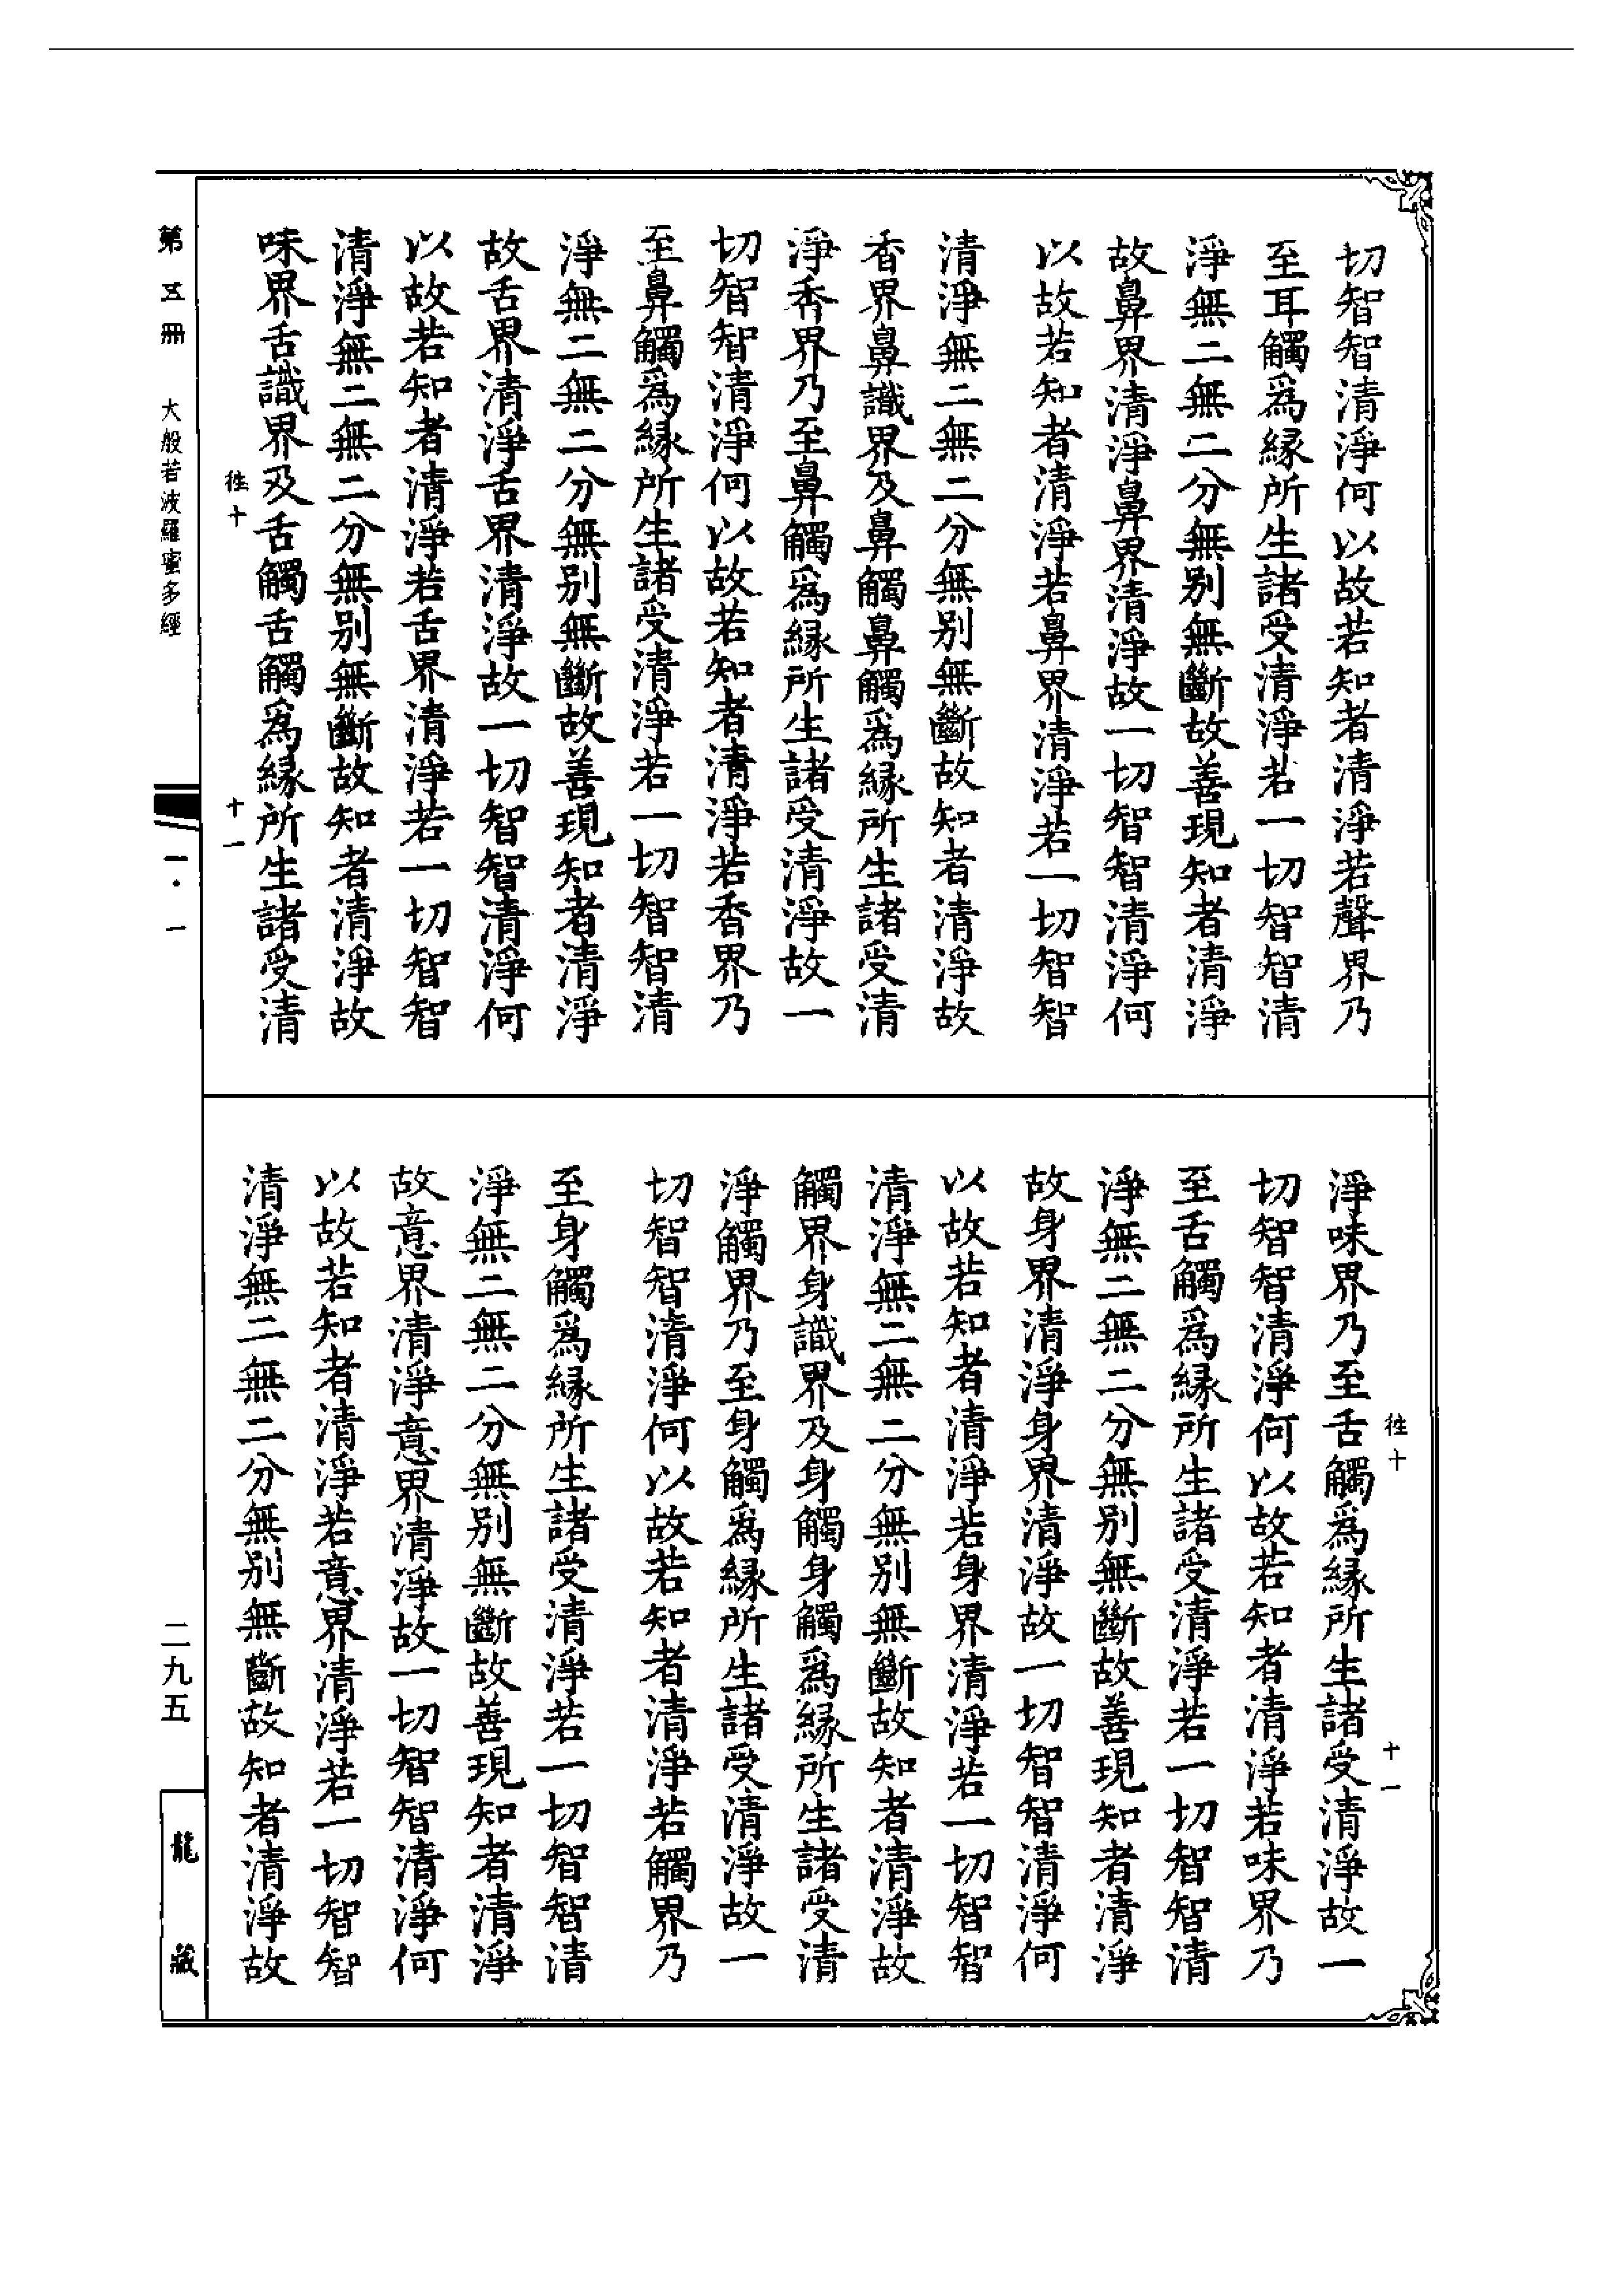 切智智清淨何以故若知者清淨若聲界乃
至耳觸爲緣所生諸受清淨若一切智智清
淨無二無二分無别無斷故善現知者清淨
故鼻界清淨鼻界清淨故一切智智清淨何
以故若知者清淨若鼻界清淨若一切智智
清淨無二無二分無别無斷故知者清淨故
香界鼻識界及鼻觸鼻觸爲緣所生諸受清
淨香界乃至鼻觸爲緣所生諸受清淨故一
切智智清淨何以故若知者清淨若香界乃
至鼻觸爲緣所生諸受清淨若一切智智清
淨無二無二分無别無斷故善現知者清淨
故舌界清淨舌界清淨故一切智智清淨何
以故若知者清淨若舌界清淨若一切智智
清淨無二無二分無别無斷故知者清淨故
味界舌識界及舌觸舌觸爲緣所生諸受清
徃十 十一
淨味界乃至舌觸爲緣所生諸受清淨故一
切智智清淨何以故若知者清淨若味界乃
至舌觸爲緣所生諸受清淨若一切智智清
淨無二無二分無别無斷故善現知者清淨
故身界清淨身界清淨故一切智智清淨何
以故若知者清淨若身界清淨若一切智智
清淨無二無二分無别無斷故知者清淨故
觸界身識界及身觸身觸爲緣所生諸受清
淨觸界乃至身觸爲緣所生諸受清淨故一
切智智清淨何以故若知者清淨若觸界乃
至身觸爲緣所生諸受清淨若一切智智清
淨無二無二分無别無斷故善現知者清淨
故意界清淨意界清淨故一切智智清淨何
以故若知者清淨若意界清淨若一切智智
清淨無二無二分無别無斷故知者清淨故
徃十 十一
第五冊 大般若波羅蜜多經 一·一 二九五 龍藏